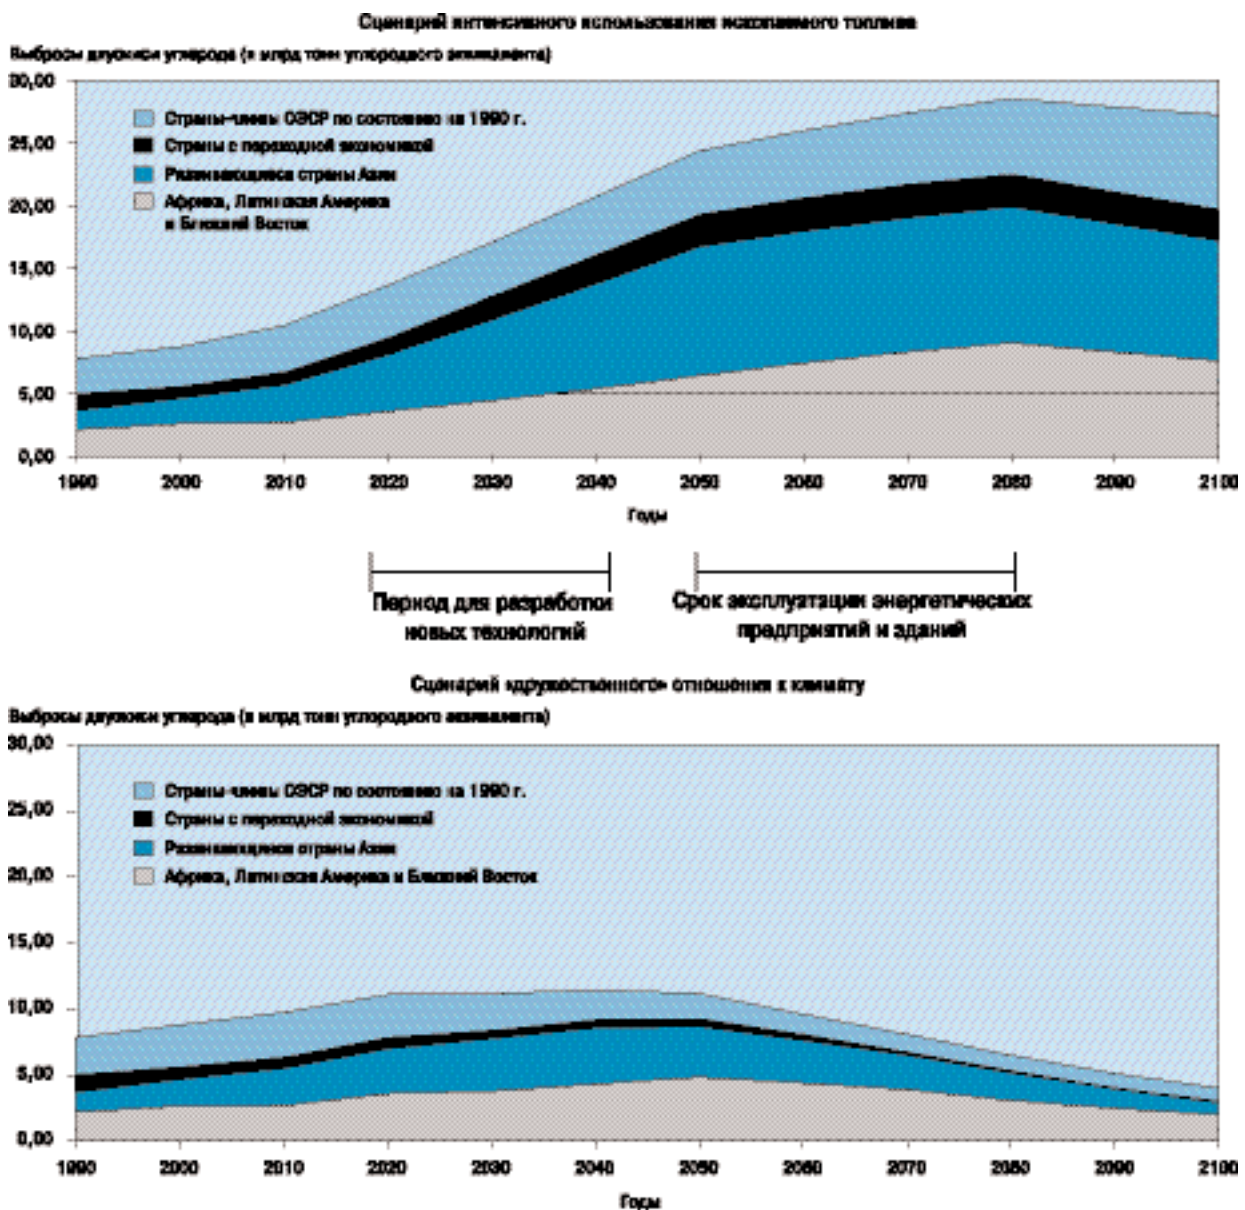 Сценарий интенсивного использования ископаемого топлива
Выбросы двуокиси углерода (в млрд тонн углеродного эквивалента)
30,00
25,00
20,00
15,00
10,00
5,00
0,00
Страны-члены ОЭСР по состоянию на 1990 г.
Страны с переходной экономикой
Развивающиеся страны Азии
Африка, Латинская Америка
и Ближний Восток
1990 2000 2010 2020 2030 2040 2050 2060 2070 2080 2090 2100
Годы
Период для разработки
новых технологий
Срок эксплуатации энергетических
предприятий и зданий
Сценарий «дружественного» отношения к климату
Выбросы двуокиси углерода (в млрд тонн углеродного эквивалента)
30,00
25,00
20,00
15,00
10,00
5,00
0,00
Страны-члены ОЭСР по состоянию на 1990 г.
Страны с переходной экономикой
Развивающиеся страны Азии
Африка, Латинская Америка и Ближний Восток
1990 2000 2010 2020 2030 2040 2050 2060 2070 2080 2090 2100
Годы